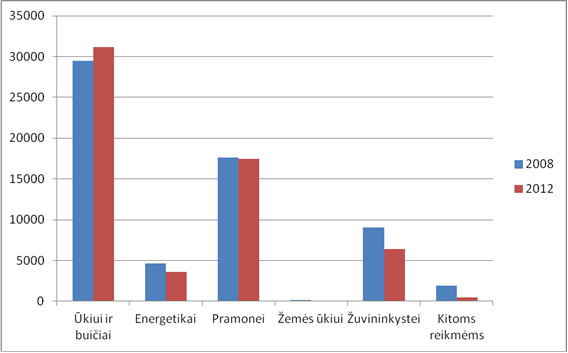 35000
30000
25000
20000
15000
10000
5000
0
Ūkiui ir
buičiai
Energetikai
Pramonei
Žemės ūkiui
Žuvininkystei
Kitoms
reikmėms
2008
2012